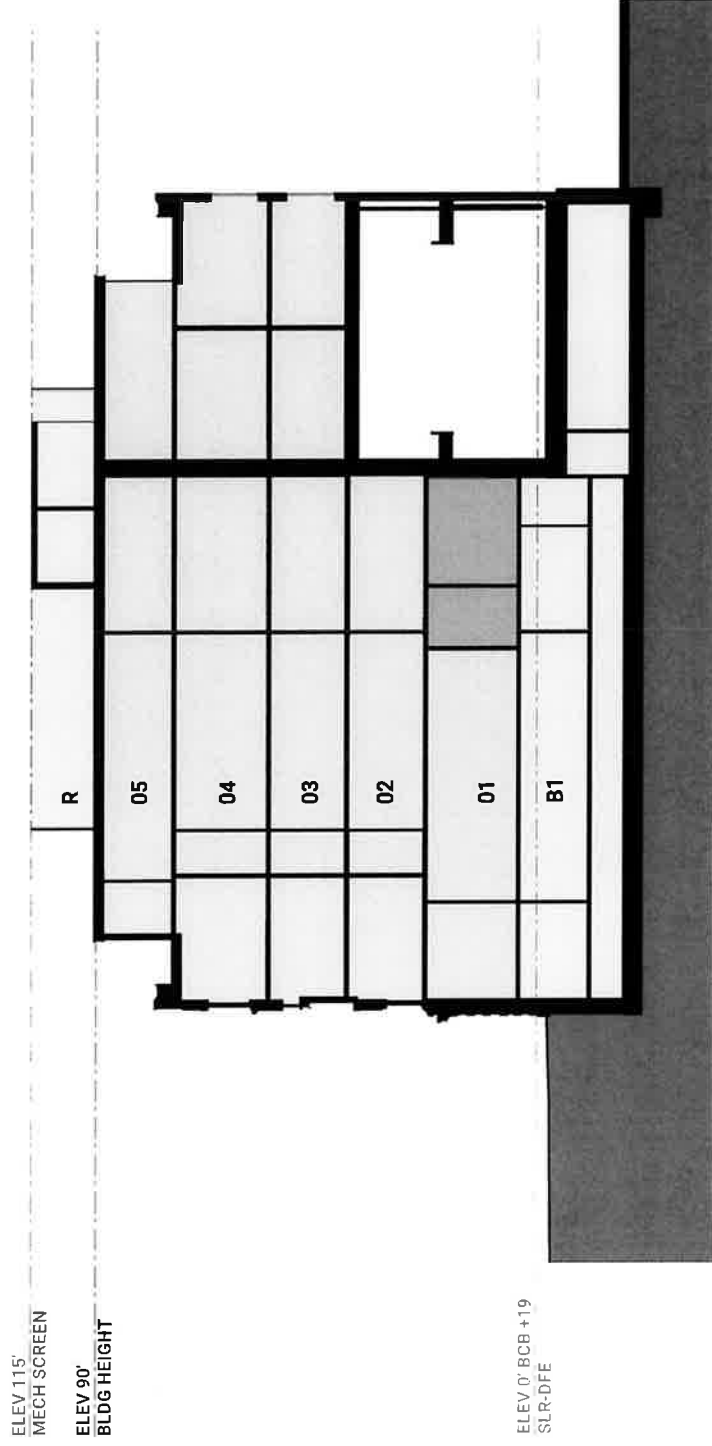 ELEV 115'
MECH SCREEN
ELEV 90'
BLDG HEIGHT
R
05
04
03
02
01
B1
ELEV 0' BCB +19
SLR-DFE